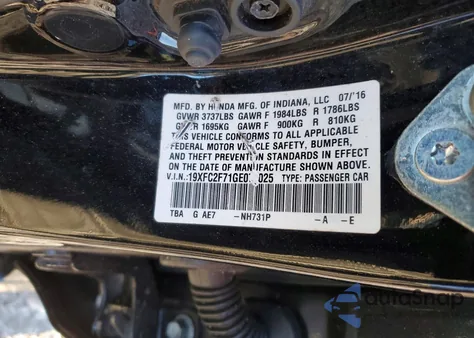 MFD. BY HONDA MFG. OF INDIANA, LLC 07/'16
GVWR 3737LBS GAWR F 1984LBS R 1786LBS
1695KG GAWR F 900KG R 810KG
THIS VEHICLE CONFORMS TO ALL APPLICABLE
FEDERAL MOTOR VEHICLE SAFETY, BUMPER,
AND THEFT PREVENTION STANDARDS IN EFFECT
ON THE DATE OF MANUFACTURE SHOWN ABOVE.
V.I.N.: TYPE: PASSENGER CAR
TBA G AE7 -NH731P -A -E
AutoSnap